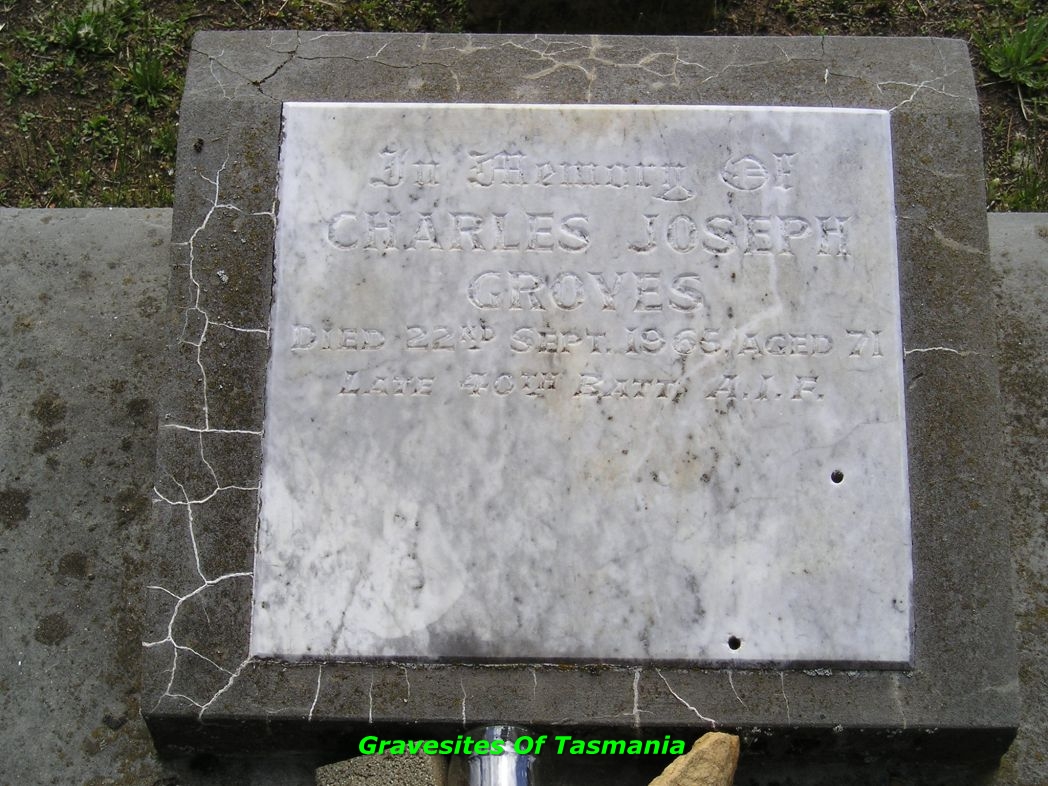 In Memory Of
CHARLES JOSEPH
GROVES
DIED 22ND SEPT. 1965, AGED 71
LATE 40TH BATT. A.I.F.
Gravesites Of Tasmania